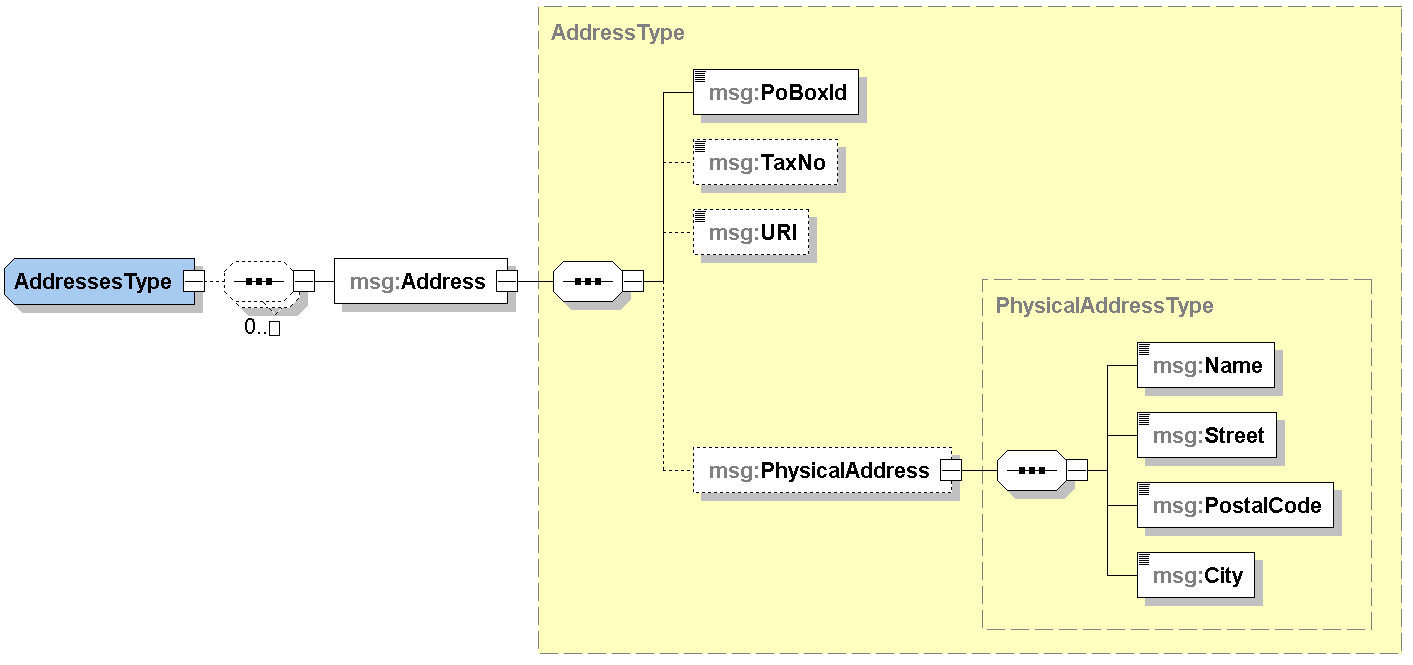 AddressType
msg:PoBoxId
msg:TaxNo
msg:URI
AddressesType
msg:Address
0..□
PhysicalAddressType
msg:Name
msg:Street
msg:PhysicalAddress
msg:PostalCode
msg:City